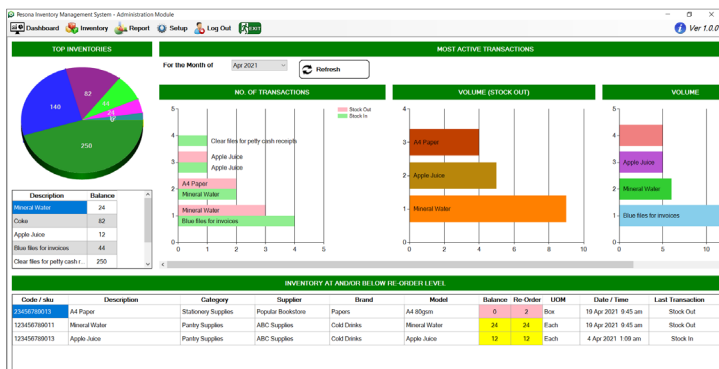 Pesona Inventory Management System - Administration Module
Dashboard Inventory Report Setup Log Out EXIT Ver 1.0.0
TOP INVENTORIES
MOST ACTIVE TRANSACTIONS
82
44
24
140
250
For the Month of Apr 2021 Refresh
NO. OF TRANSACTIONS
VOLUME (STOCK OUT)
VOLUME
Stock Out
Stock In
5
4
3
2
1
0
Clear files for petty cash receipts
Apple Juice
Apple Juice
A4 Paper
Mineral Water
Mineral Water
Blue files for invoices
0 1 2 3 4 5
4
3
2
1
0
A4 Paper
Apple Juice
Mineral Water
0 2 4 6 8 10
5
4
3
2
1
0
Apple Juice
Mineral Water
Blue files for invoices
0 5 10
Description Balance
Mineral Water 24
Coke 82
Apple Juice 12
Blue files for invoices 44
Clear files for petty cash r... 250
INVENTORY AT AND/OR BELOW RE-ORDER LEVEL
Code / sku Description Category Supplier Brand Model Balance Re-Order UOM Date / Time Last Transaction
23456789013 A4 Paper Stationery Supplies Popular Bookstore Papers A4 80gsm 0 2 Box 19 Apr 2021 9:45 am Stock Out
123456789011 Mineral Water Pantry Supplies ABC Supplies Cold Drinks Mineral Water 24 24 Each 19 Apr 2021 9:45 am Stock Out
123456789013 Apple Juice Pantry Supplies ABC Supplies Cold Drinks Apple Juice 12 12 Each 4 Apr 2021 1:09 am Stock In